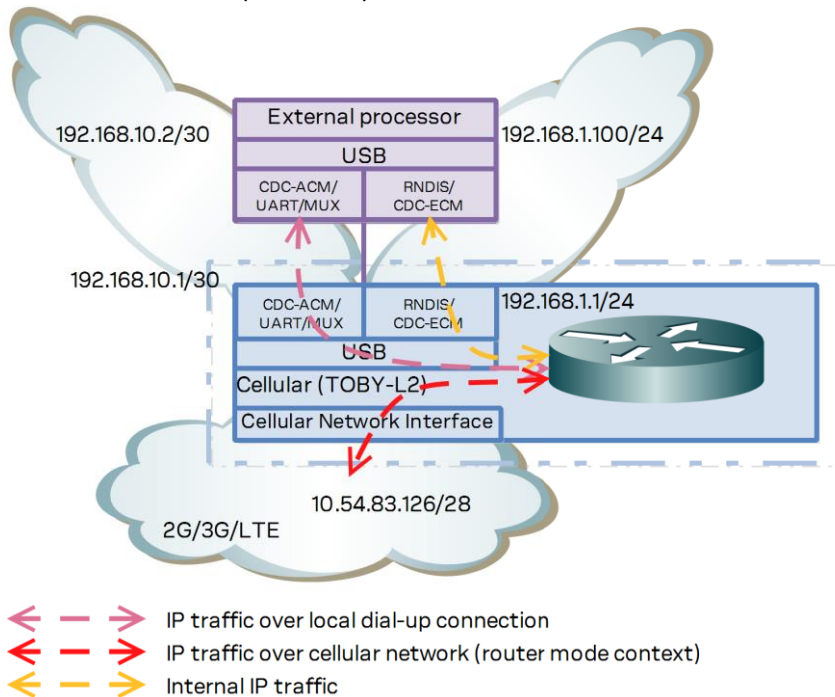 External processor
192.168.10.2/30
192.168.1.100/24
USB
CDC-ACM/
UART/MUX
RNDIS/
CDC-ECM
192.168.10.1/30
CDC-ACM/
UART/MUX
RNDIS/
CDC-ECM
192.168.1.1/24
USB
Cellular (TOBY-L2)
Cellular Network Interface
10.54.83.126/28
2G/3G/LTE
IP traffic over local dial-up connection
IP traffic over cellular network (router mode context)
Internal IP traffic